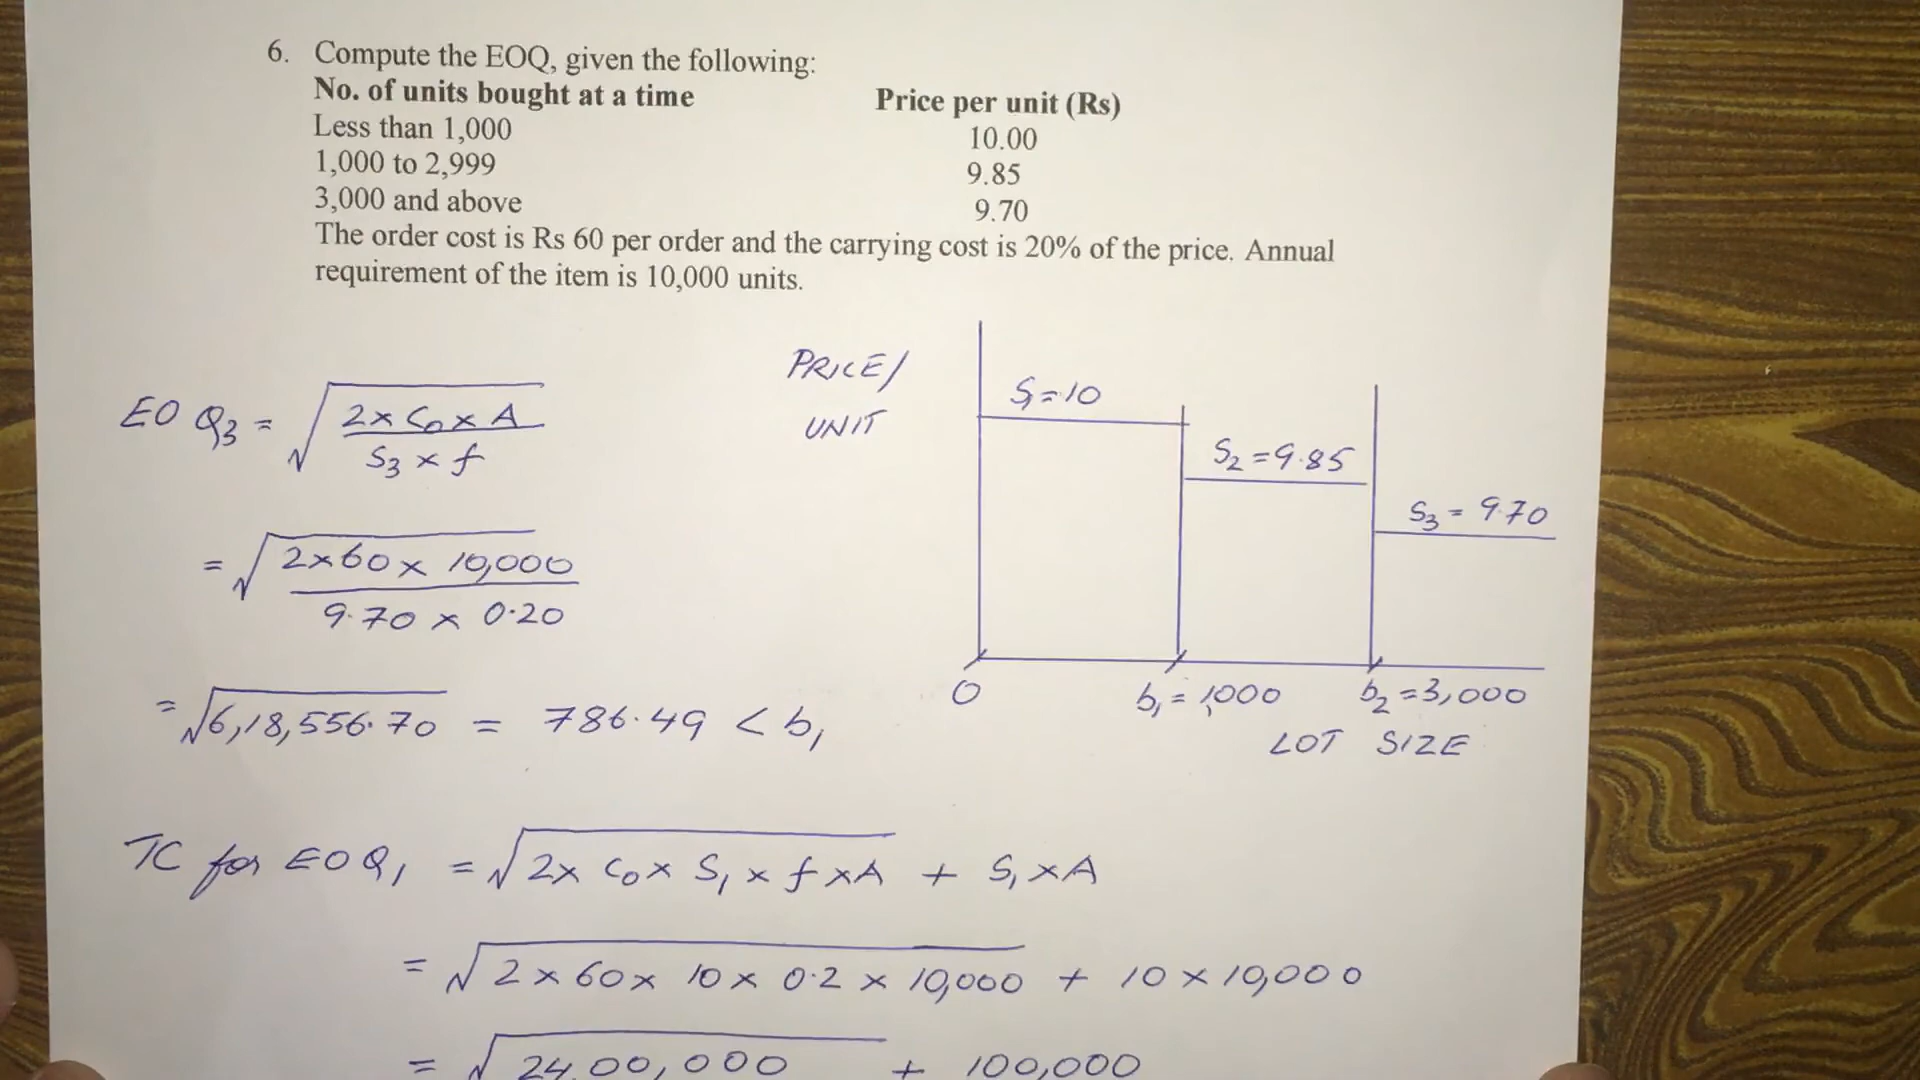 6. Compute the EOQ, given the following:
No. of units bought at a time Price per unit (Rs)
Less than 1,000 10.00
1,000 to 2,999 9.85
3,000 and above 9.70
The order cost is Rs 60 per order and the carrying cost is 20% of the price. Annual
requirement of the item is 10,000 units.
PRICE/
UNIT
S₁=10
S₂=9.85
S₃=9.70
0 b₁=1,000 b₂=3,000
LOT SIZE
EOQ₃ = √(2×C₀×A / S₃×f)
= √(2×60×10,000 / 9.70×0.20)
= √6,18,556.70 = 786.49 < b₁
TC for EOQ₁ = √2×C₀×S₁×f×A + S₁×A
= √2×60×10×0.2×10,000 + 10×10,000
= √24,00,000 + 100,000